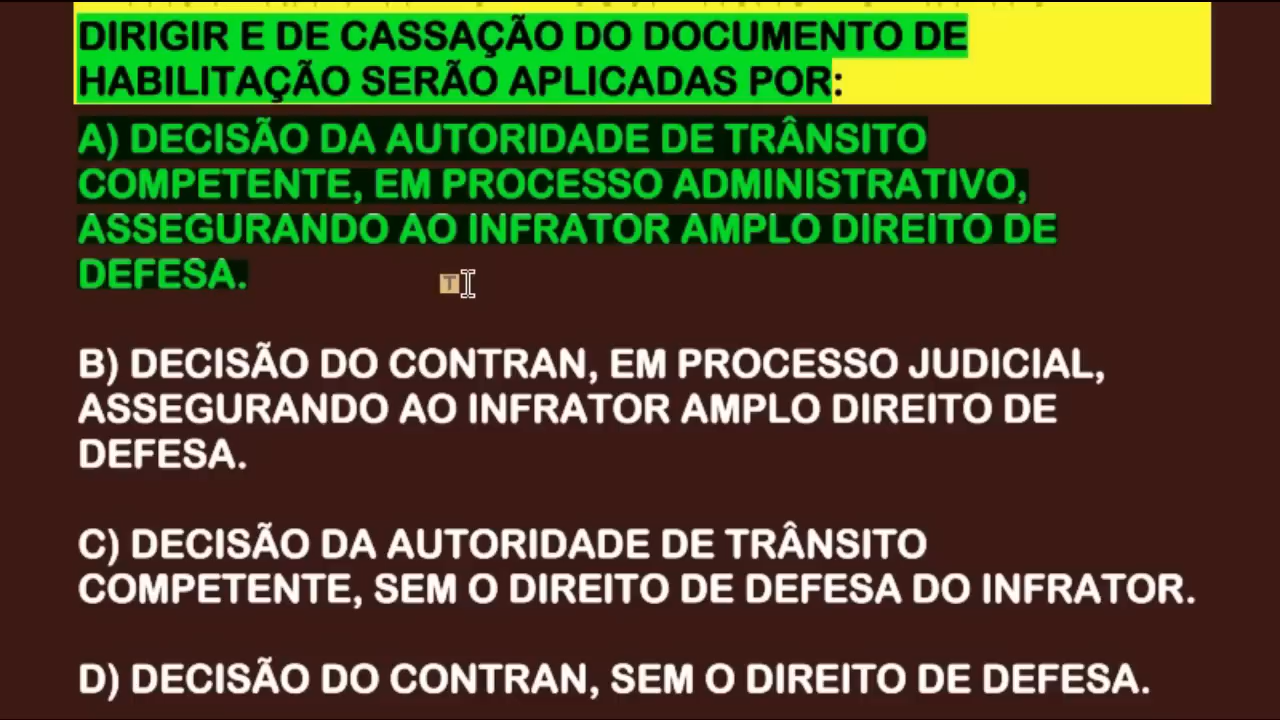 DIRIGIR E DE CASSAÇÃO DO DOCUMENTO DE
HABILITAÇÃO SERÃO APLICADAS POR:
A) DECISÃO DA AUTORIDADE DE TRÂNSITO
COMPETENTE, EM PROCESSO ADMINISTRATIVO,
ASSEGURANDO AO INFRATOR AMPLO DIREITO DE
DEFESA.
T
B) DECISÃO DO CONTRAN, EM PROCESSO JUDICIAL,
ASSEGURANDO AO INFRATOR AMPLO DIREITO DE
DEFESA.
C) DECISÃO DA AUTORIDADE DE TRÂNSITO
COMPETENTE, SEM O DIREITO DE DEFESA DO INFRATOR.
D) DECISÃO DO CONTRAN, SEM O DIREITO DE DEFESA.